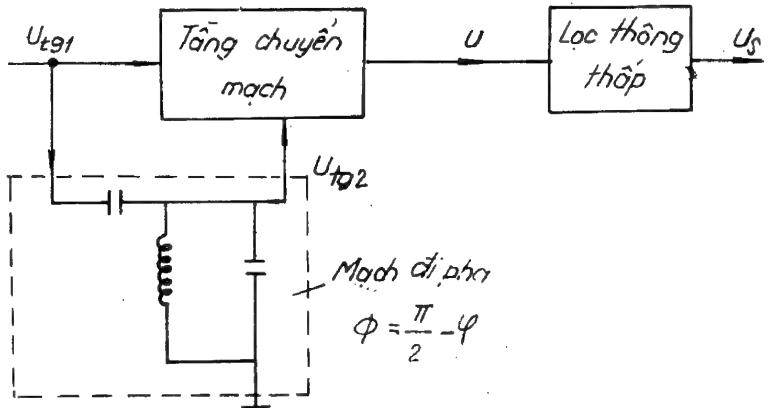 Utg1
Tầng chuyển
mạch
U
Lọc thông
thấp
Us
Utg2
Mạch di pha
Φ = π/2 - φ